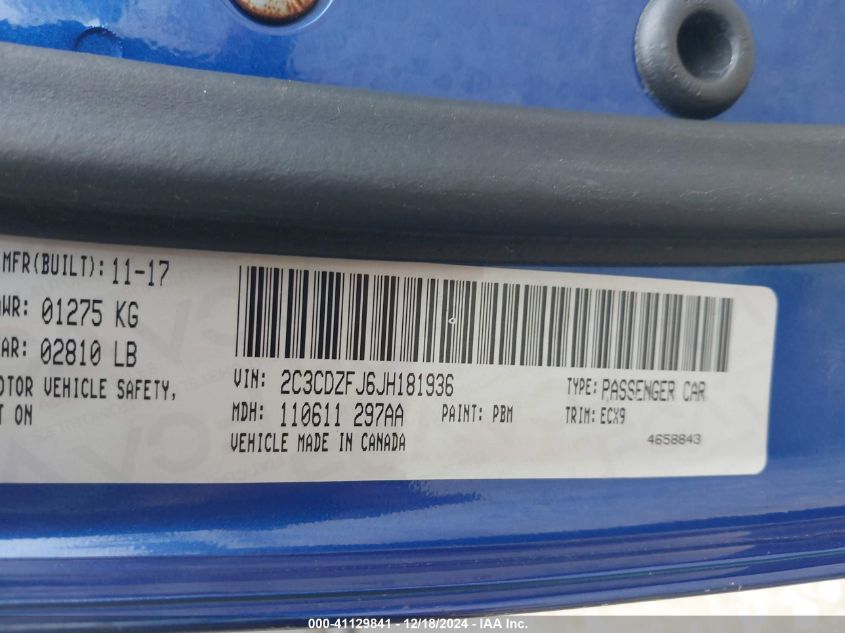 MFR(BUILT): 11-17
WR: 01275 KG
AR: 02810 LB
OTOR VEHICLE SAFETY,
T ON
VIN: 2C3CDZFJ6JH181936
TYPE: PASSENGER CAR
MDH: 110611 297AA
PAINT: PBM
TRIM: ECX9
VEHICLE MADE IN CANADA
4658843
000-41129841 - 12/18/2024 - IAA Inc.